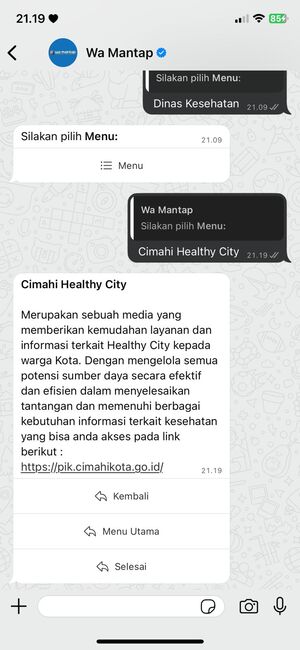 21.19
85
Wa Mantap
wa mantap
Silakan pilih Menu:
Dinas Kesehatan 21.09
Silakan pilih Menu:
21.09
Menu
Wa Mantap
Silakan pilih Menu:
Cimahi Healthy City 21.19
Cimahi Healthy City
Merupakan sebuah media yang
memberikan kemudahan layanan dan
informasi terkait Healthy City kepada
warga Kota. Dengan mengelola semua
potensi sumber daya secara efektif
dan efisien dalam menyelesaikan
tantangan dan memenuhi berbagai
kebutuhan informasi terkait kesehatan
yang bisa anda akses pada link
berikut :
https://pik.cimahikota.go.id/ 21.19
Kembali
Menu Utama
Selesai